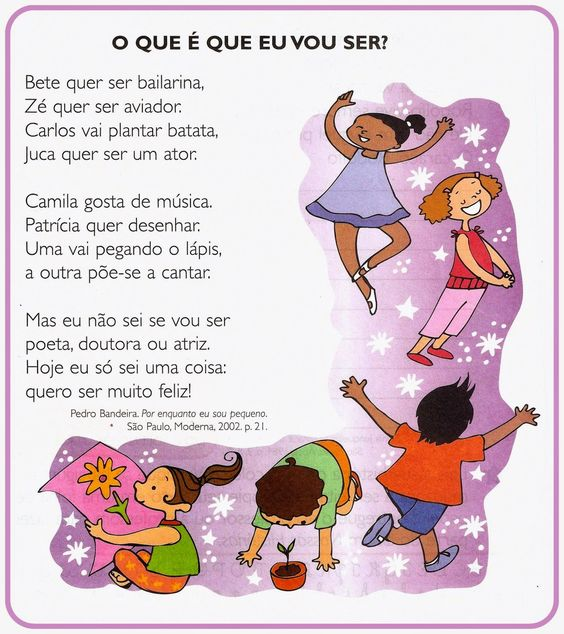 O QUE É QUE EU VOU SER?
Bete quer ser bailarina,
Zé quer ser aviador.
Carlos vai plantar batata,
Juca quer ser um ator.
Camila gosta de música.
Patrícia quer desenhar.
Uma vai pegando o lápis,
a outra põe-se a cantar.
Mas eu não sei se vou ser
poeta, doutora ou atriz.
Hoje eu só sei uma coisa:
quero ser muito feliz!
Pedro Bandeira. Por enquanto eu sou pequeno.
São Paulo, Moderna, 2002. p. 21.